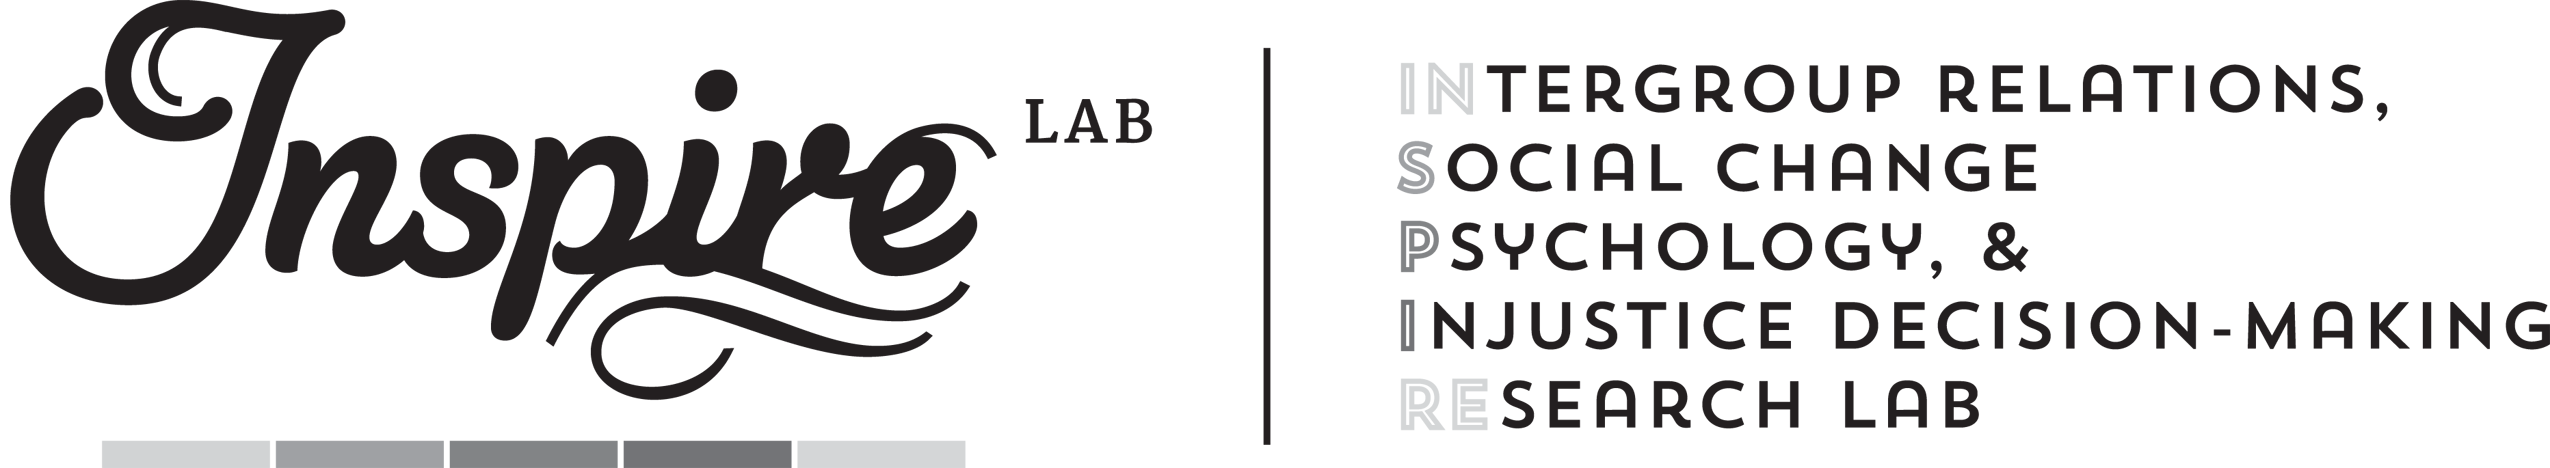 Inspire LAB
INTERGROUP RELATIONS,
SOCIAL CHANGE
PSYCHOLOGY, &
INJUSTICE DECISION-MAKING
RESEARCH LAB